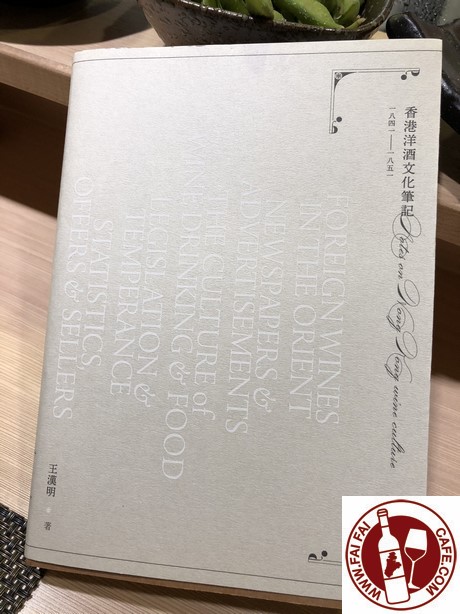 香港洋酒文化筆記
一八四一——一八五一
Notes on Hong Kong wine culture
FOREIGN WINES
IN THE ORIENT
NEWSPAPERS &
ADVERTISEMENTS
THE CULTURE of
WINE DRINKING & FOOD
LEGISLATION &
TEMPERANCE
STATISTICS,
OFFERS & SELLERS
王漢明 著
WWW.FAI FAI CAFE.COM